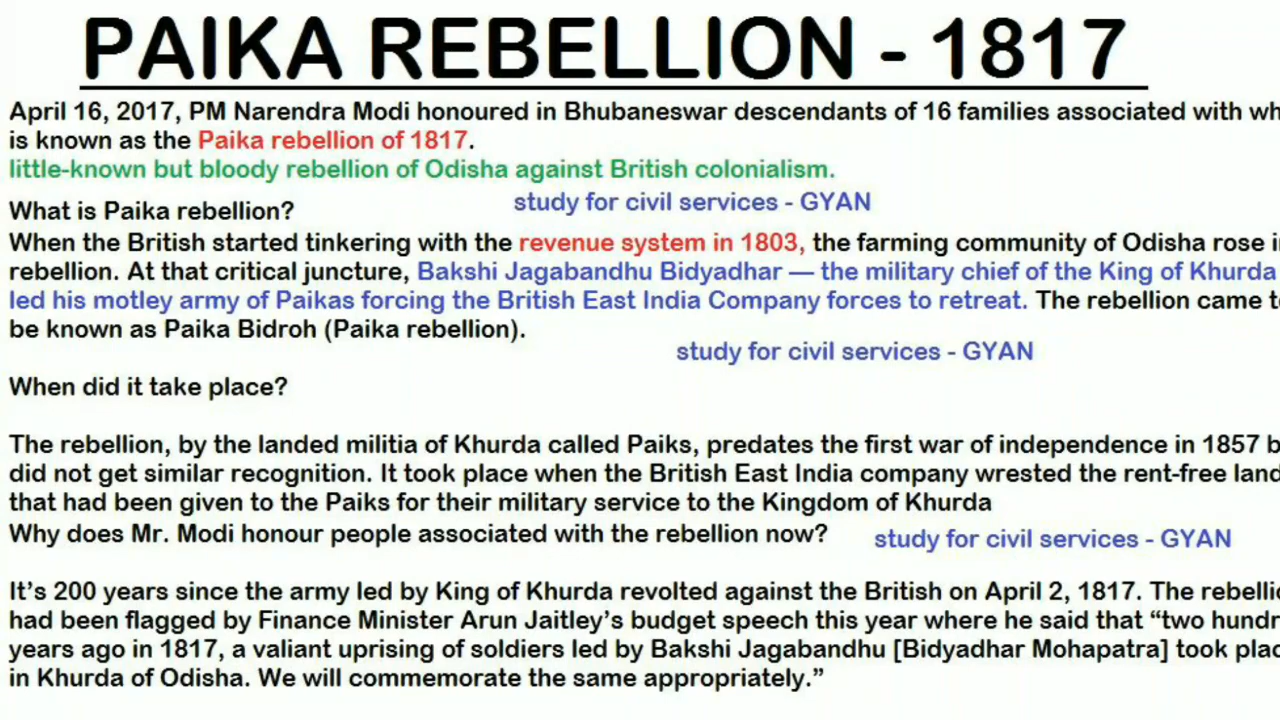 PAIKA REBELLION - 1817
April 16, 2017, PM Narendra Modi honoured in Bhubaneswar descendants of 16 families associated with wh
is known as the Paika rebellion of 1817.
little-known but bloody rebellion of Odisha against British colonialism.
study for civil services - GYAN
What is Paika rebellion?
When the British started tinkering with the revenue system in 1803, the farming community of Odisha rose i
rebellion. At that critical juncture, Bakshi Jagabandhu Bidyadhar — the military chief of the King of Khurda
led his motley army of Paikas forcing the British East India Company forces to retreat. The rebellion came t
be known as Paika Bidroh (Paika rebellion).
study for civil services - GYAN
When did it take place?
The rebellion, by the landed militia of Khurda called Paiks, predates the first war of independence in 1857 b
did not get similar recognition. It took place when the British East India company wrested the rent-free land
that had been given to the Paiks for their military service to the Kingdom of Khurda
Why does Mr. Modi honour people associated with the rebellion now?
study for civil services - GYAN
It's 200 years since the army led by King of Khurda revolted against the British on April 2, 1817. The rebelli
had been flagged by Finance Minister Arun Jaitley's budget speech this year where he said that “two hundr
years ago in 1817, a valiant uprising of soldiers led by Bakshi Jagabandhu [Bidyadhar Mohapatra] took plac
in Khurda of Odisha. We will commemorate the same appropriately.”